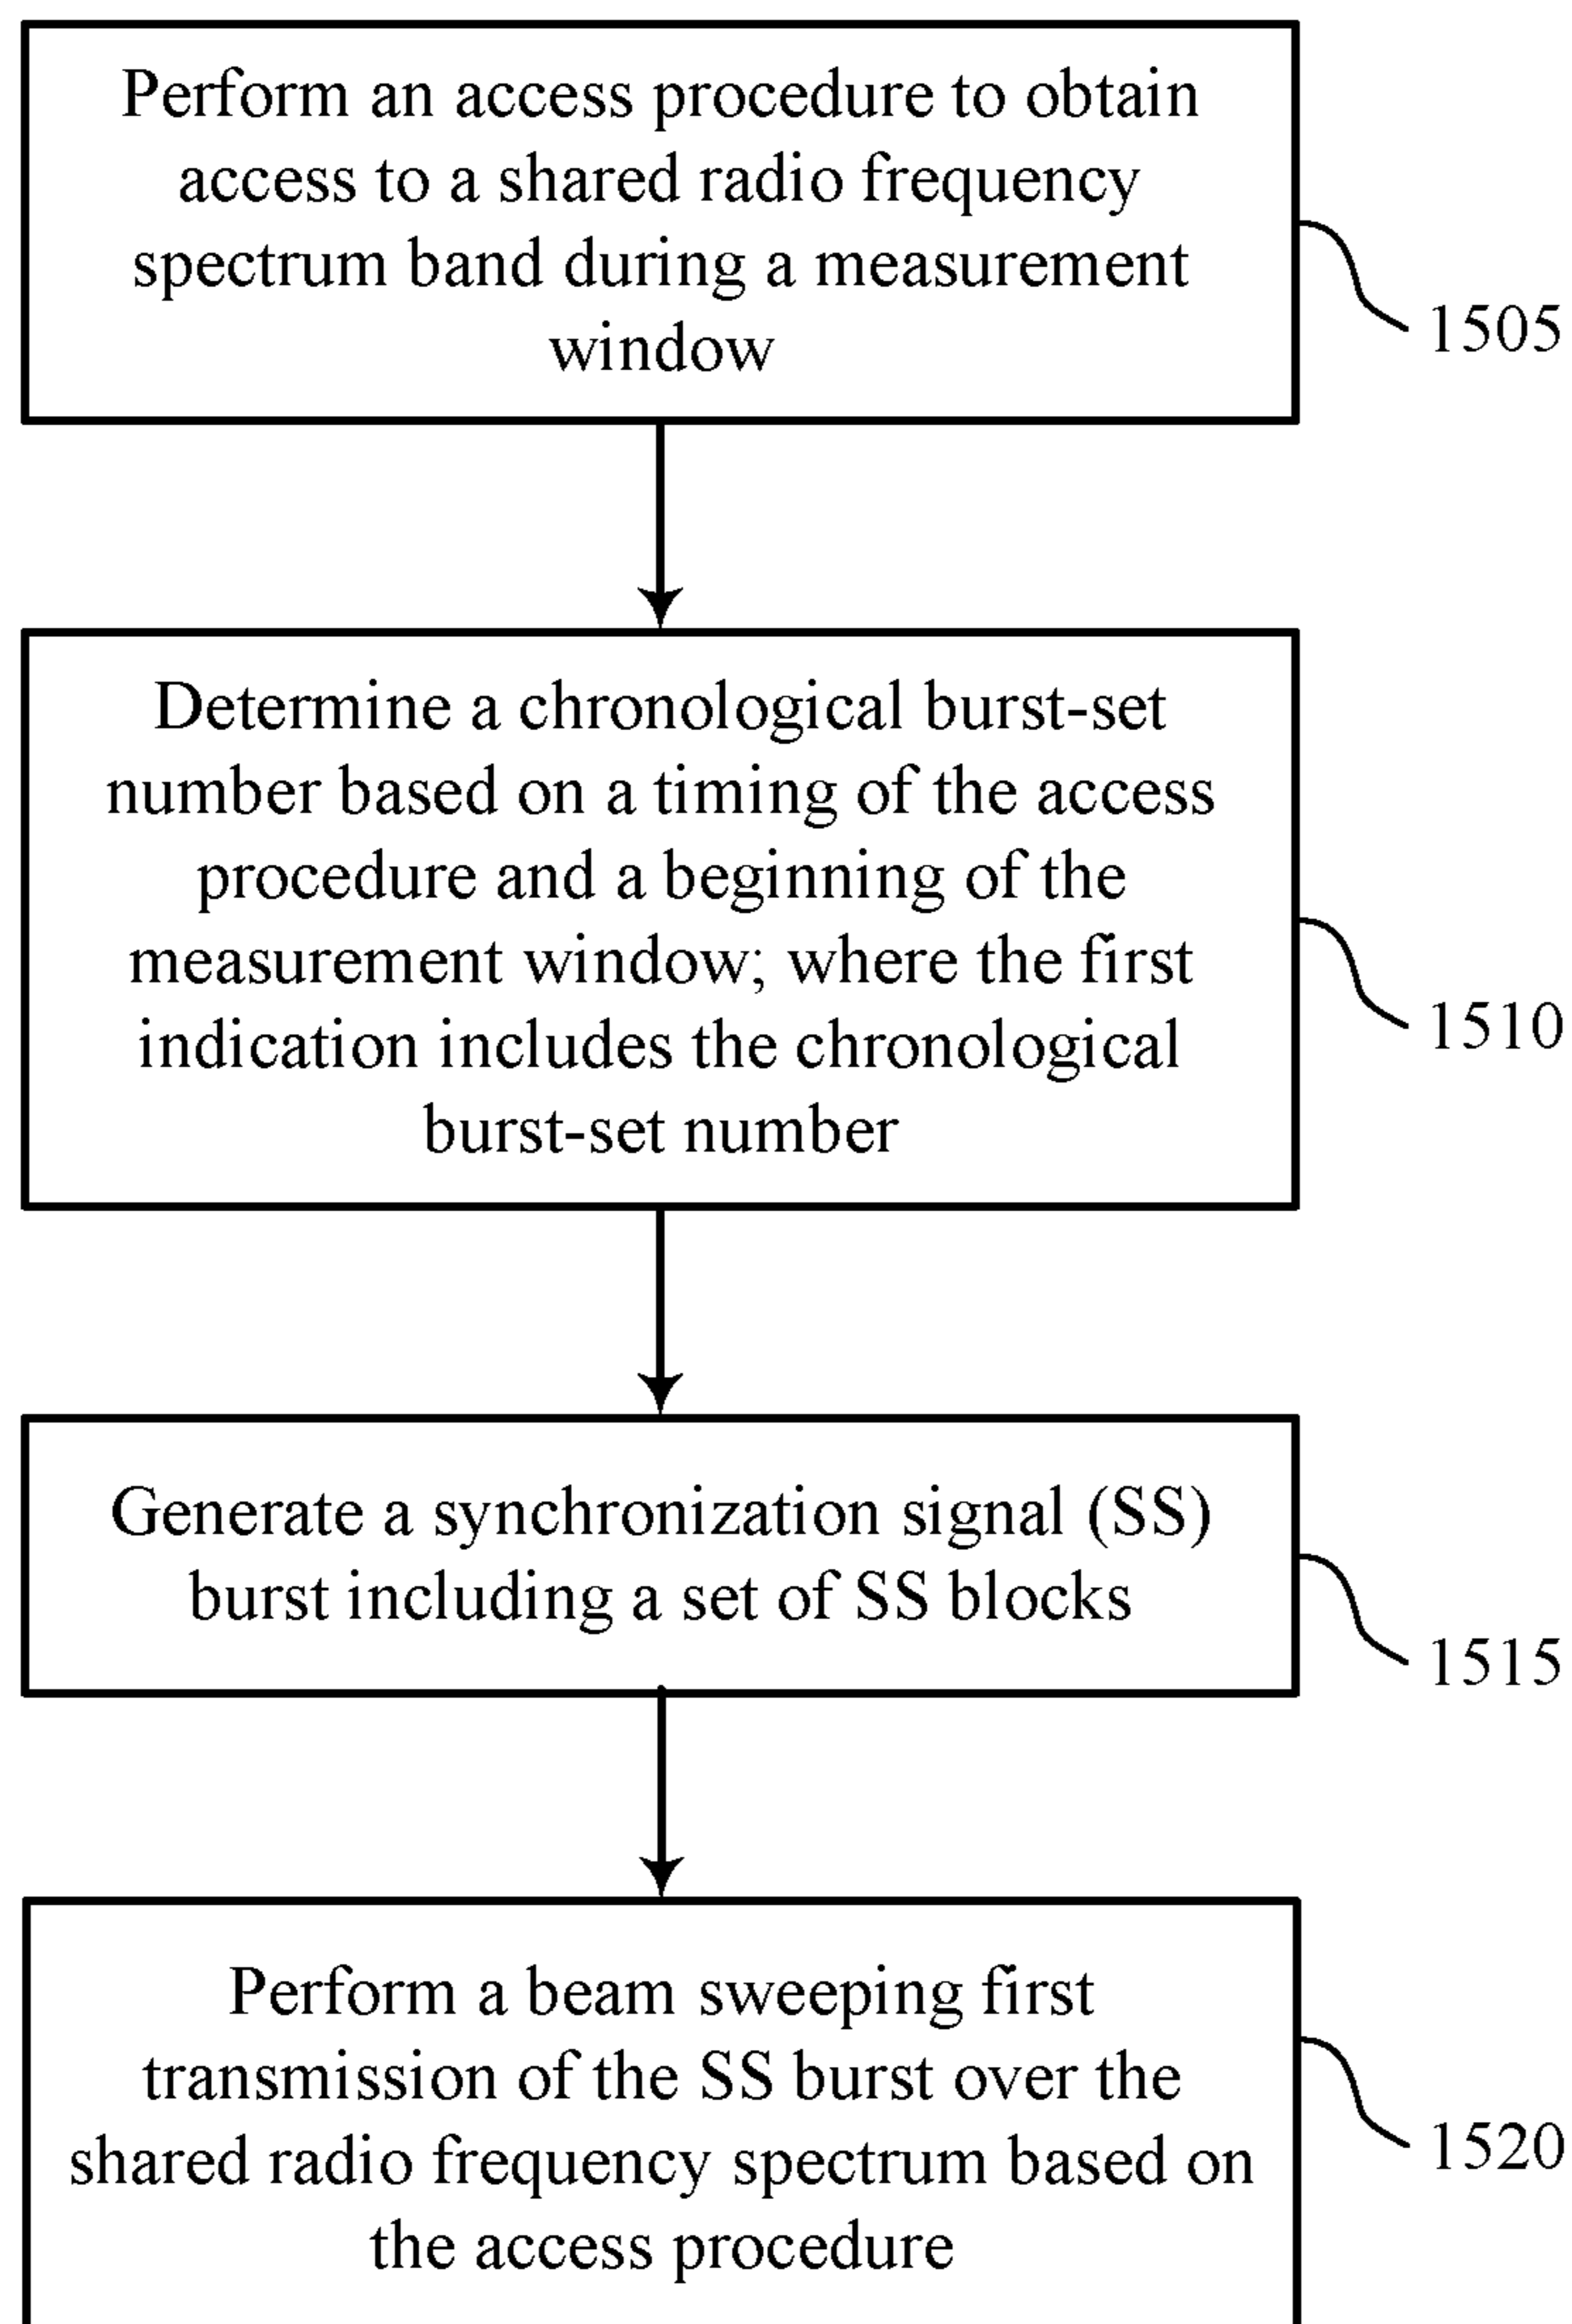 Perform an access procedure to obtain
access to a shared radio frequency
spectrum band during a measurement
window
1505
Determine a chronological burst-set
number based on a timing of the access
procedure and a beginning of the
measurement window; where the first
indication includes the chronological
burst-set number
1510
Generate a synchronization signal (SS)
burst including a set of SS blocks
1515
Perform a beam sweeping first
transmission of the SS burst over the
shared radio frequency spectrum based on
the access procedure
1520